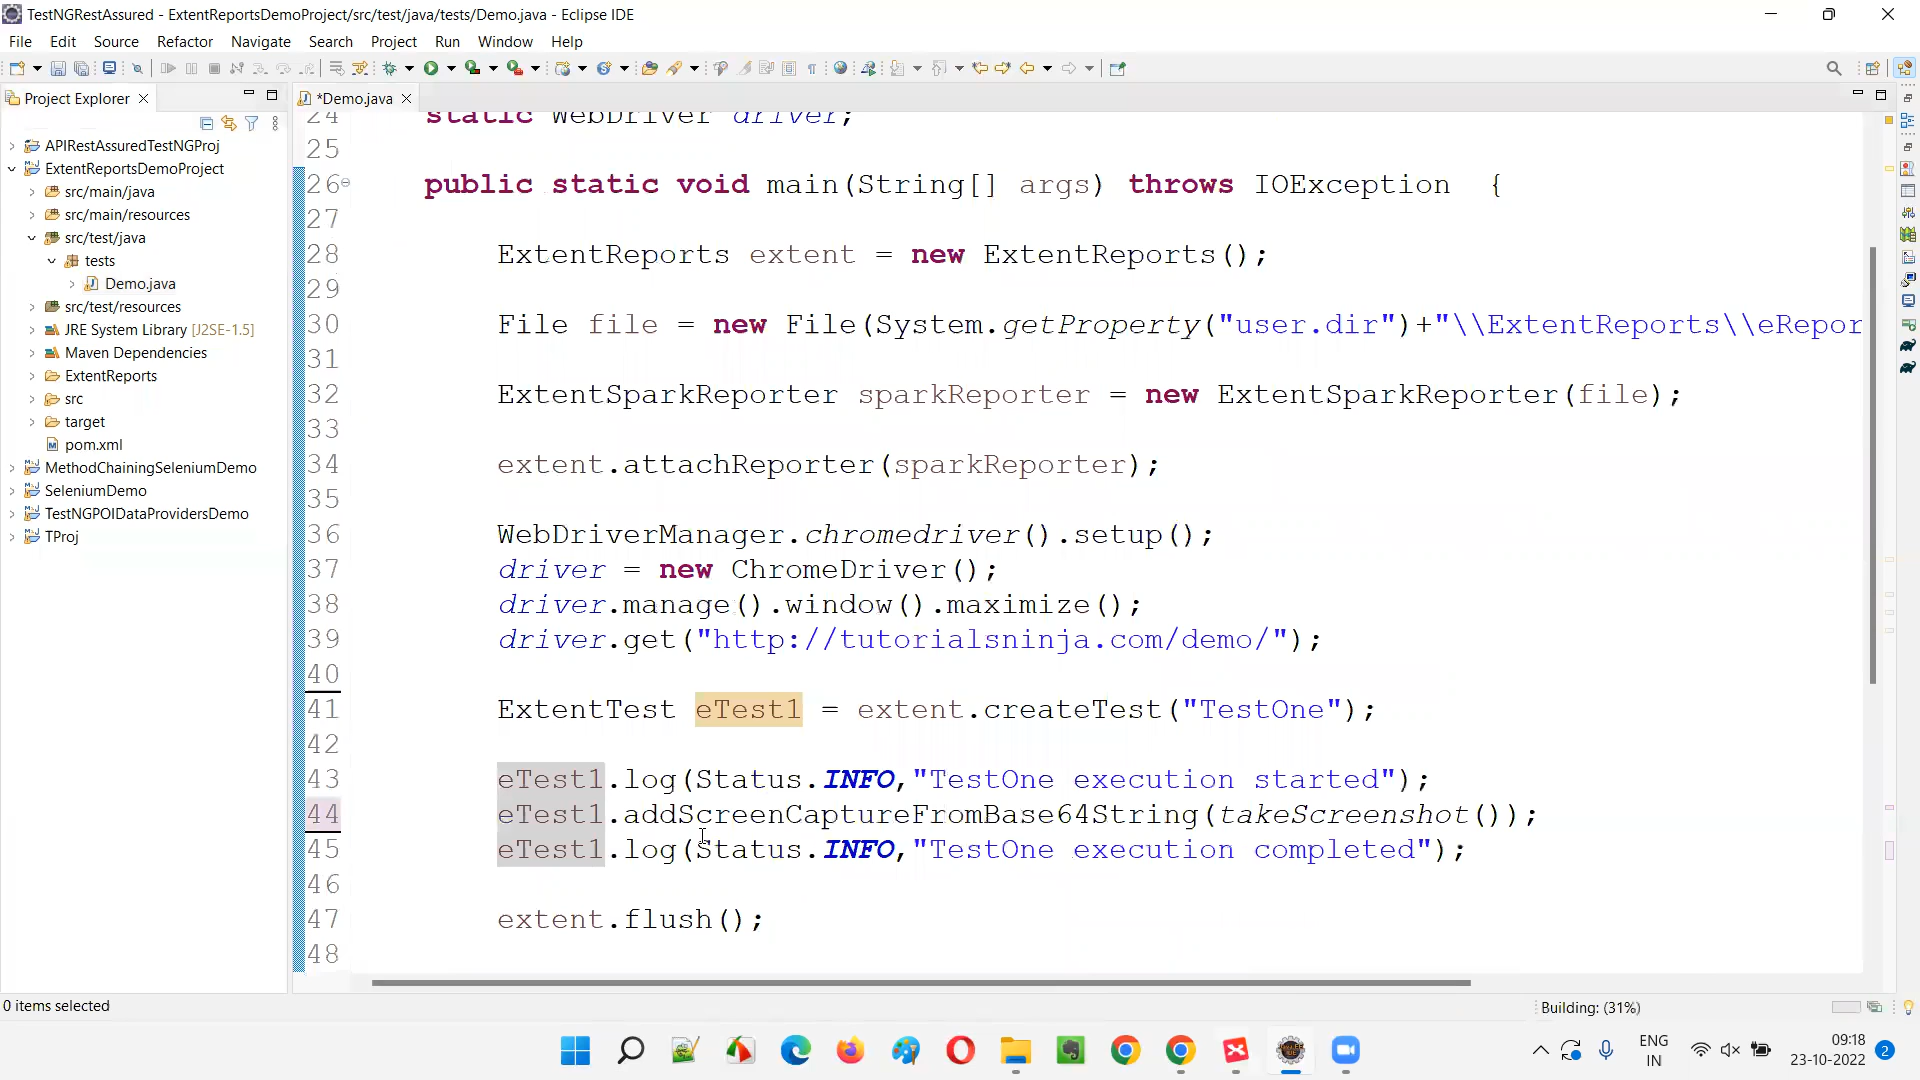 TestNGRestAssured - ExtentReportsDemoProject/src/test/java/tests/Demo.java - Eclipse IDE
File Edit Source Refactor Navigate Search Project Run Window Help
Project Explorer
*Demo.java
APIRestAssuredTestNGProj
ExtentReportsDemoProject
src/main/java
src/main/resources
src/test/java
tests
Demo.java
src/test/resources
JRE System Library [J2SE-1.5]
Maven Dependencies
ExtentReports
src
target
pom.xml
MethodChainingSeleniumDemo
SeleniumDemo
TestNGPOIDataProvidersDemo
TProj
24 static WebDriver driver;
25
26 public static void main(String[] args) throws IOException {
27
28 ExtentReports extent = new ExtentReports();
29
30 File file = new File(System.getProperty("user.dir")+"\\ExtentReports\\eRepor
31
32 ExtentSparkReporter sparkReporter = new ExtentSparkReporter(file);
33
34 extent.attachReporter(sparkReporter);
35
36 WebDriverManager.chromedriver().setup();
37 driver = new ChromeDriver();
38 driver.manage().window().maximize();
39 driver.get("http://tutorialsninja.com/demo/");
40
41 ExtentTest eTest1 = extent.createTest("TestOne");
42
43 eTest1.log(Status.INFO,"TestOne execution started");
44 eTest1.addScreenCaptureFromBase64String(takeScreenshot());
45 eTest1.log(Status.INFO,"TestOne execution completed");
46
47 extent.flush();
48
0 items selected
Building: (31%)
ENG
IN
09:18
23-10-2022
2